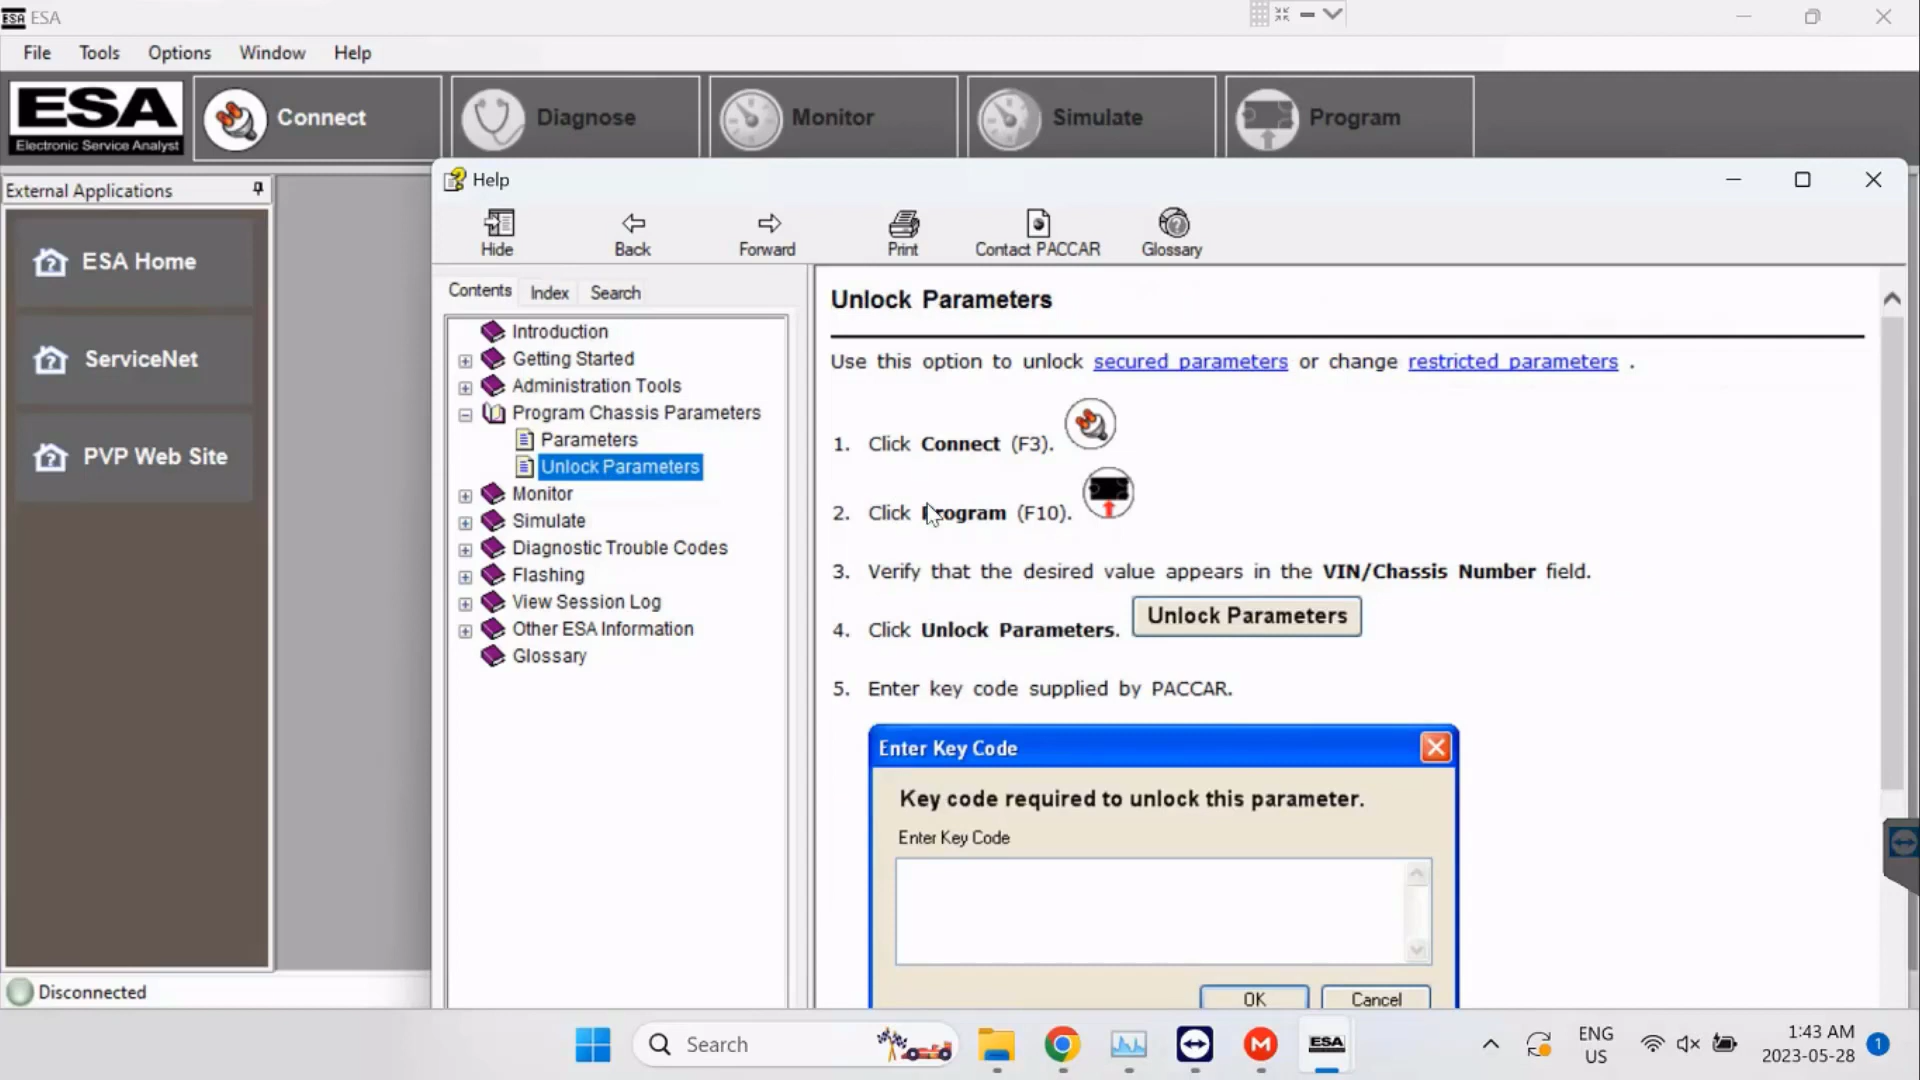 ESA
File Tools Options Window Help
ESA
Electronic Service Analyst
Connect
Diagnose
Monitor
Simulate
Program
External Applications
ESA Home
ServiceNet
PVP Web Site
Disconnected
Help
Hide
Back
Forward
Print
Contact PACCAR
Glossary
Contents Index Search
Introduction
Getting Started
Administration Tools
Program Chassis Parameters
Parameters
Unlock Parameters
Monitor
Simulate
Diagnostic Trouble Codes
Flashing
View Session Log
Other ESA Information
Glossary
Unlock Parameters
Use this option to unlock secured parameters or change restricted parameters .
1. Click Connect (F3).
2. Click Program (F10).
3. Verify that the desired value appears in the VIN/Chassis Number field.
4. Click Unlock Parameters. Unlock Parameters
5. Enter key code supplied by PACCAR.
Enter Key Code
Key code required to unlock this parameter.
Enter Key Code
OK Cancel
Search
M
ESA
ENG
US
1:43 AM
2023-05-28
1